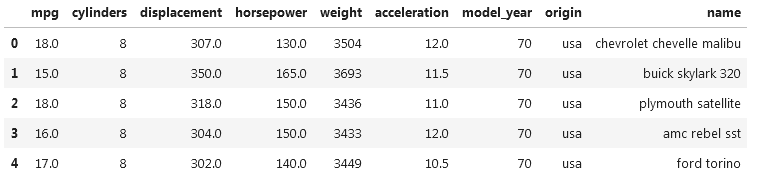 mpg cylinders displacement horsepower weight acceleration model_year origin name
0 18.0 8 307.0 130.0 3504 12.0 70 usa chevrolet chevelle malibu
1 15.0 8 350.0 165.0 3693 11.5 70 usa buick skylark 320
2 18.0 8 318.0 150.0 3436 11.0 70 usa plymouth satellite
3 16.0 8 304.0 150.0 3433 12.0 70 usa amc rebel sst
4 17.0 8 302.0 140.0 3449 10.5 70 usa ford torino